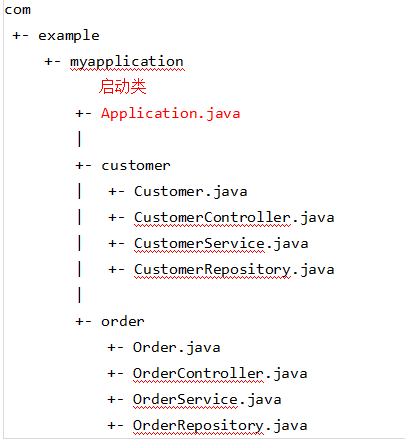 com
+- example
+- myapplication
启动类
+- Application.java
|
+- customer
| +- Customer.java
| +- CustomerController.java
| +- CustomerService.java
| +- CustomerRepository.java
|
+- order
+- Order.java
+- OrderController.java
+- OrderService.java
+- OrderRepository.java